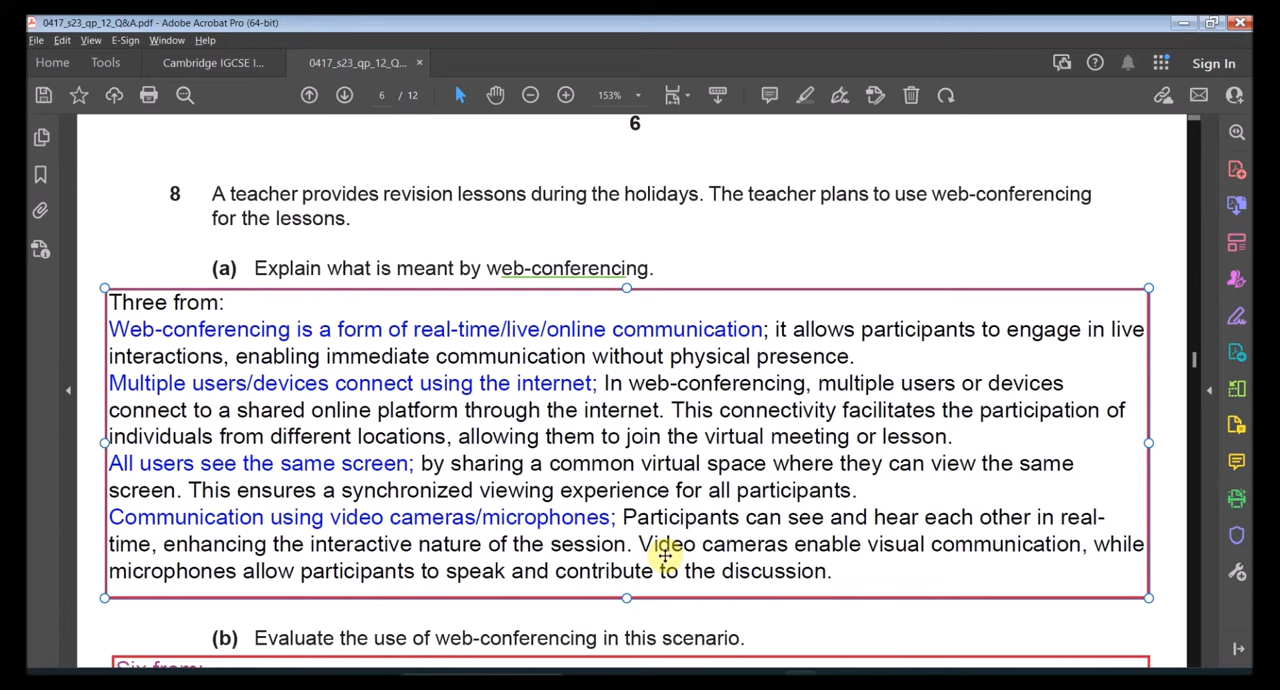 0417_s23_qp_12_Q&A.pdf - Adobe Acrobat Pro (64-bit)
File Edit View E-Sign Window Help
Home Tools Cambridge IGCSE I... 0417_s23_qp_12_Q... × Sign In
6 / 12 153%
6
8 A teacher provides revision lessons during the holidays. The teacher plans to use web-conferencing
for the lessons.
(a) Explain what is meant by web-conferencing.
Three from:
Web-conferencing is a form of real-time/live/online communication; it allows participants to engage in live
interactions, enabling immediate communication without physical presence.
Multiple users/devices connect using the internet; In web-conferencing, multiple users or devices
connect to a shared online platform through the internet. This connectivity facilitates the participation of
individuals from different locations, allowing them to join the virtual meeting or lesson.
All users see the same screen; by sharing a common virtual space where they can view the same
screen. This ensures a synchronized viewing experience for all participants.
Communication using video cameras/microphones; Participants can see and hear each other in real-
time, enhancing the interactive nature of the session. Video cameras enable visual communication, while
microphones allow participants to speak and contribute to the discussion.
(b) Evaluate the use of web-conferencing in this scenario.
Six from: